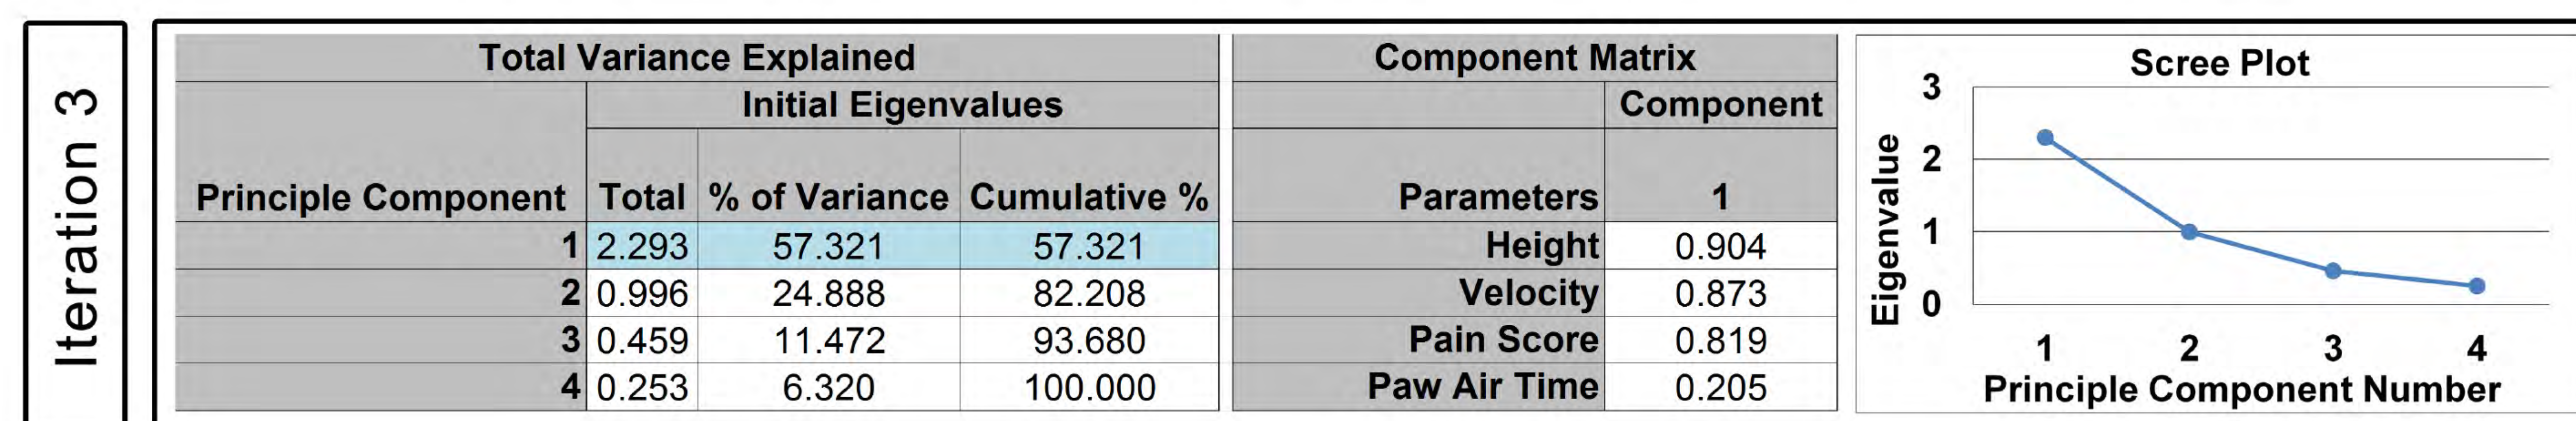 Iteration 3
Total Variance Explained
Initial Eigenvalues
Principle Component Total % of Variance Cumulative %
1 2.293 57.321 57.321
2 0.996 24.888 82.208
3 0.459 11.472 93.680
4 0.253 6.320 100.000
Component Matrix
Component
Parameters 1
Height 0.904
Velocity 0.873
Pain Score 0.819
Paw Air Time 0.205
Scree Plot
Eigenvalue
3
2
1
0
1 2 3 4
Principle Component Number